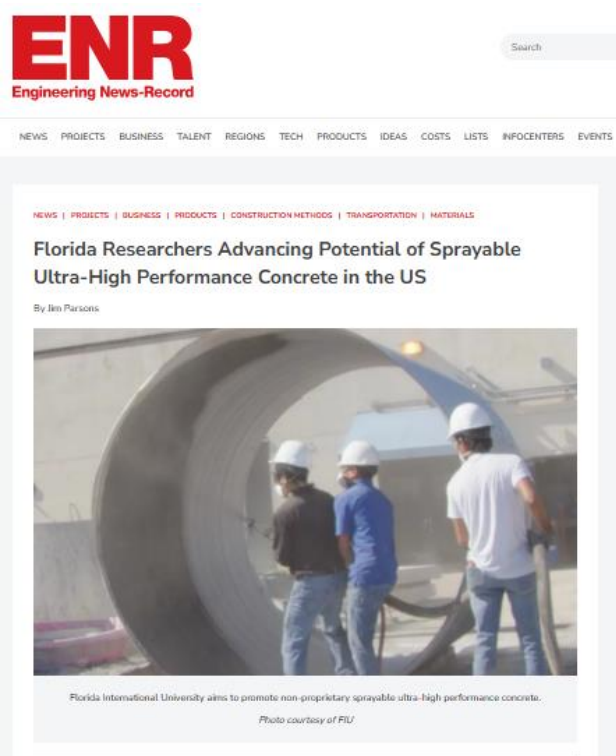 ENR
Engineering News-Record
Search
NEWS PROJECTS BUSINESS TALENT REGIONS TECH PRODUCTS IDEAS COSTS LISTS INFOCENTERS EVENTS
NEWS | PROJECTS | BUSINESS | PRODUCTS | CONSTRUCTION METHODS | TRANSPORTATION | MATERIALS
Florida Researchers Advancing Potential of Sprayable
Ultra-High Performance Concrete in the US
By Jim Parsons
Florida International University aims to promote non-proprietary sprayable ultra-high performance concrete.
Photo courtesy of FIU